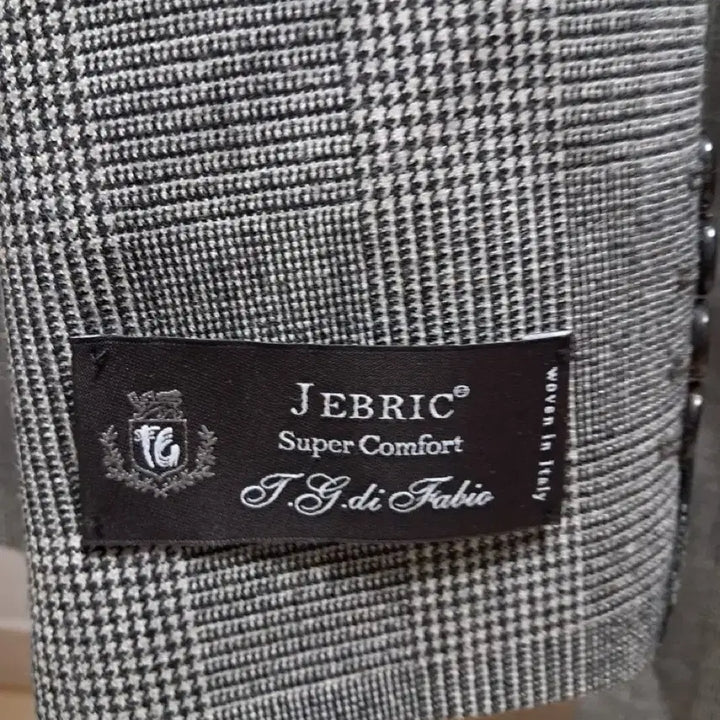 JEBRIC®
Super Comfort
T.G.di Fabio
Woven In Italy